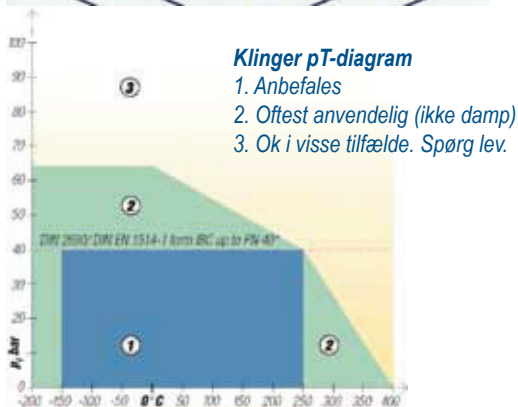 Klinger pT-diagram
1. Anbefales
2. Oftest anvendelig (ikke damp)
3. Ok i visse tilfælde. Spørg lev.
100
90
3
80
70
60
2
50
DIN 2690/ DIN EN 1514-1 form IBC up to PN 40*
40
30
20
1
2
p, bar
0
-200 -150 -100 -50 0°C 50 100 150 200 250 300 350 400